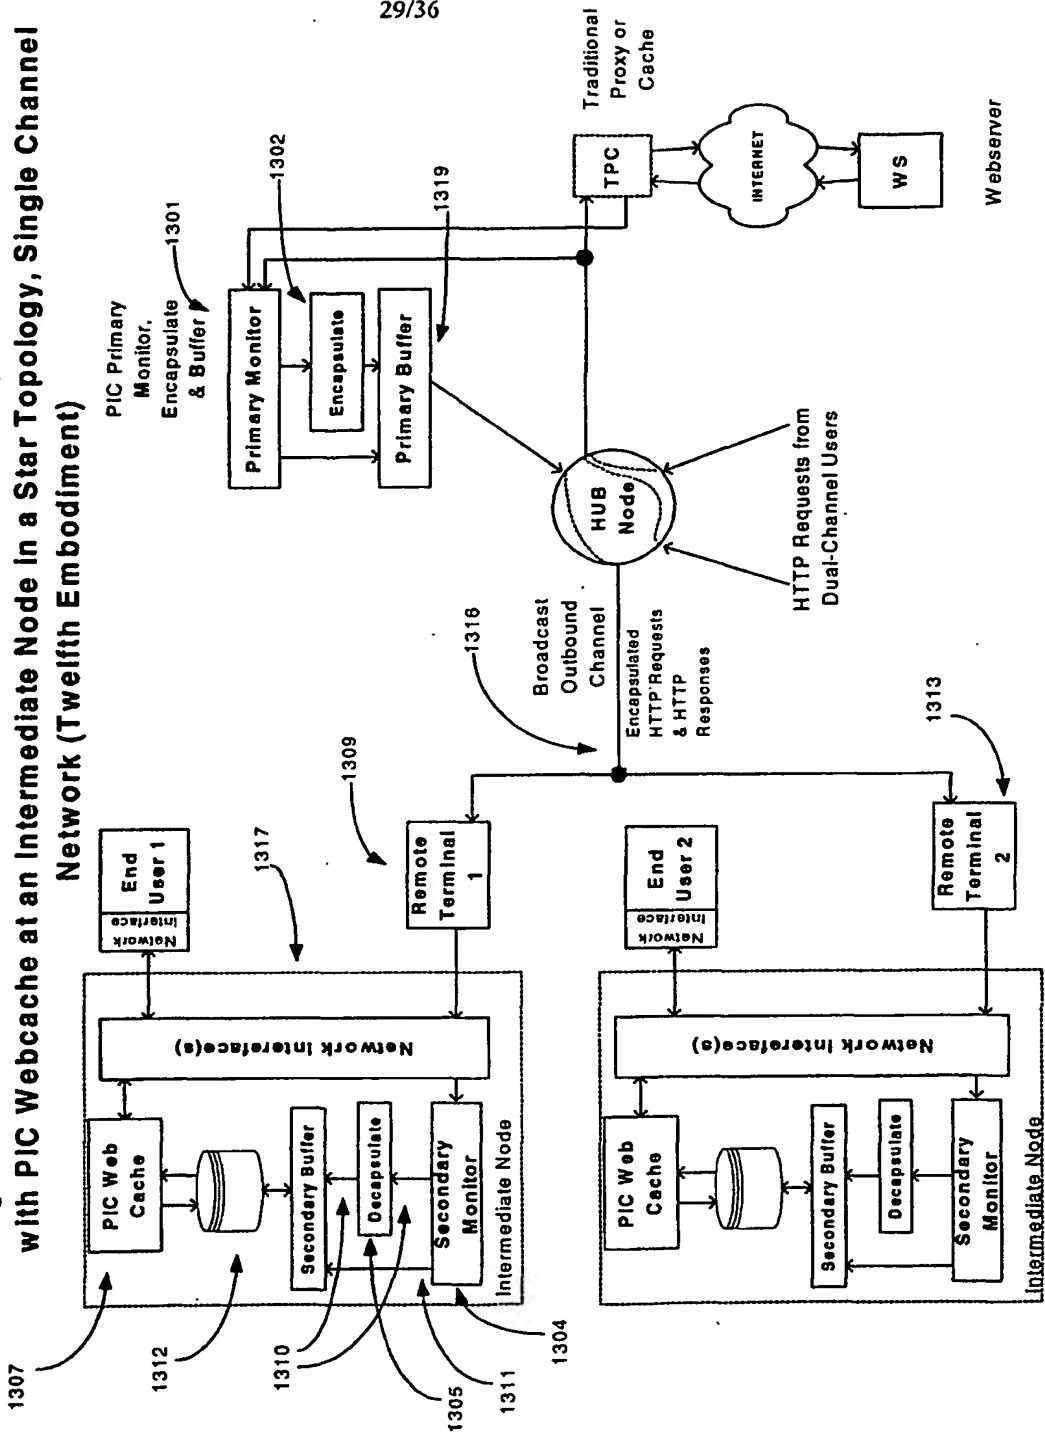 29/36
with PIC Webcache at an Intermediate Node in a Star Topology, Single Channel
Network (Twelfth Embodiment)
PIC Primary
Monitor,
Encapsulate
& Buffer
1301
1302
1319
Primary Monitor
Encapsulate
Primary Buffer
Traditional
Proxy or
Cache
TPC
INTERNET
WS
Webserver
HUB
Node
HTTP Requests from
Dual-Channel Users
Broadcast
Outbound
Channel
1316
Encapsulated
HTTP Requests
& HTTP
Responses
1309
1313
Remote
Terminal
1
Remote
Terminal
2
1317
End
User 1
Network
Interface
Network Intereface(s)
PIC Web
Cache
Secondary Buffer
Decapsulate
Secondary
Monitor
Intermediate Node
1307
1312
1310
1305
1311
1304
End
User 2
Network
Interface
Network Intereface(s)
PIC Web
Cache
Secondary Buffer
Decapsulate
Secondary
Monitor
Intermediate Node